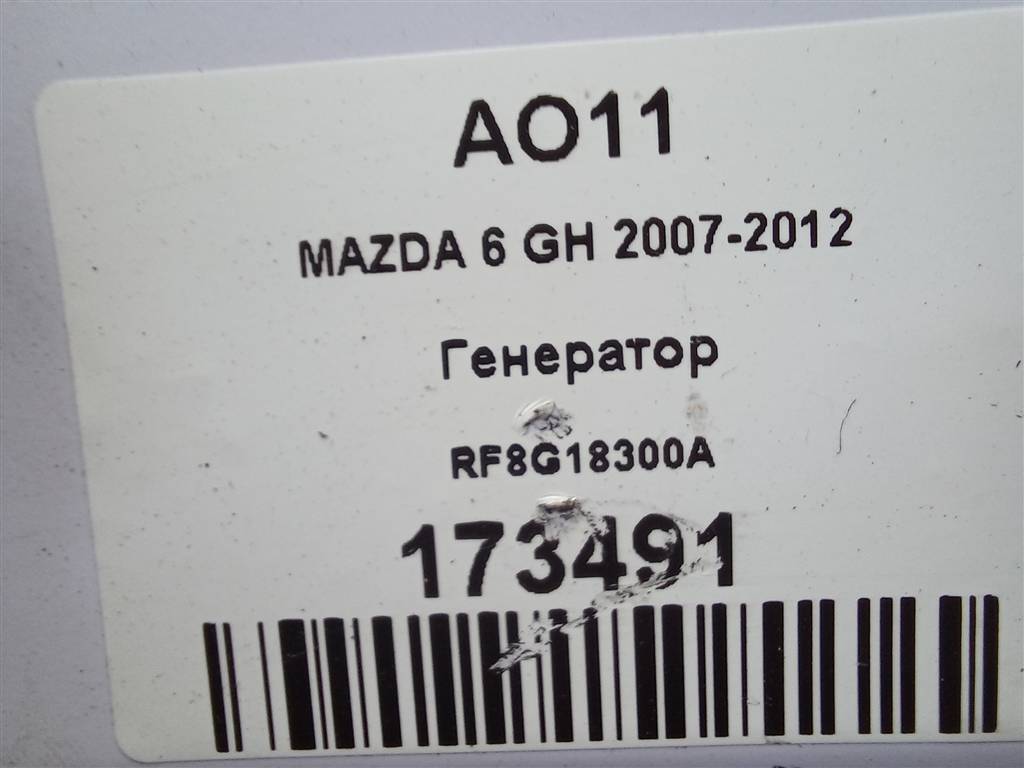 AO11
MAZDA 6 GH 2007-2012
Генератор
RF8G18300A
173491